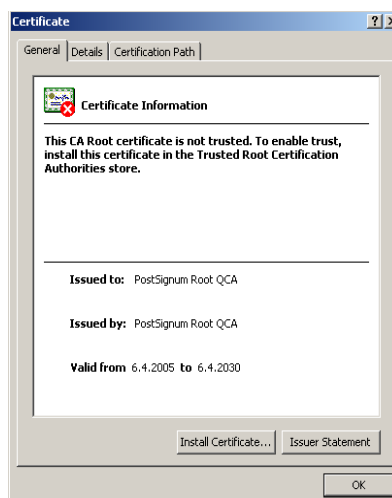 Certificate
General Details Certification Path
Certificate Information
This CA Root certificate is not trusted. To enable trust,
install this certificate in the Trusted Root Certification
Authorities store.
Issued to: PostSignum Root QCA
Issued by: PostSignum Root QCA
Valid from 6.4.2005 to 6.4.2030
Install Certificate... Issuer Statement
OK